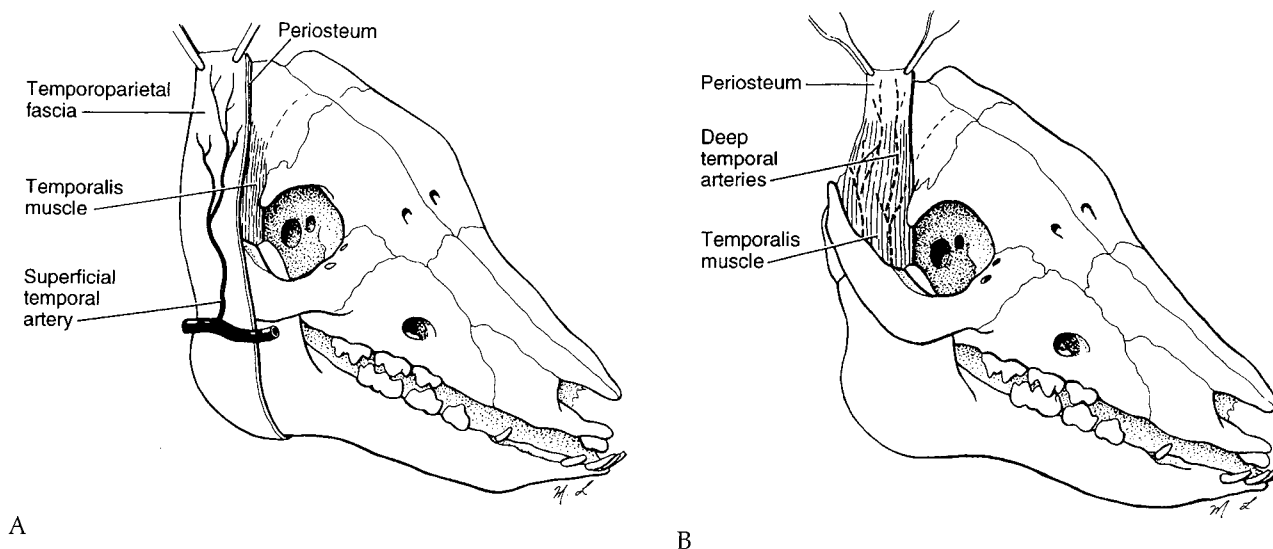 Periosteum
Temporoparietal
fascia
Temporalis
muscle
Superficial
temporal
artery
M. L
A
Periosteum
Deep
temporal
arteries
Temporalis
muscle
M L
B